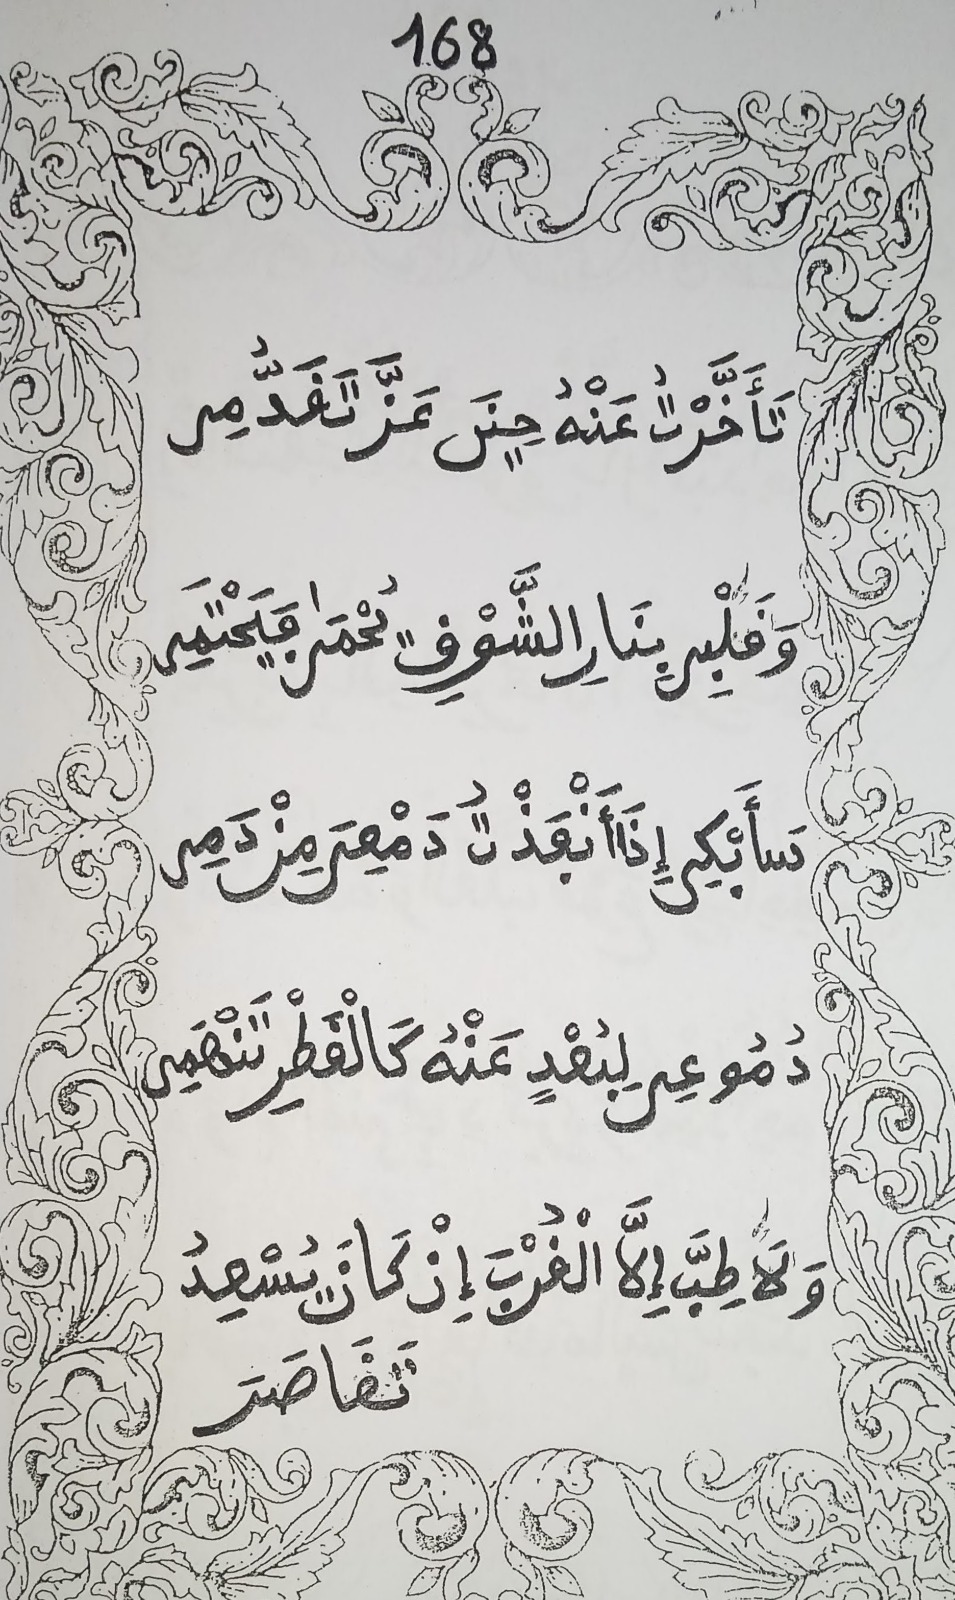 168
تَأَخَّرْتُ عَنْهُ حِينَ عَزَّ تَقَدُّمِي
وَقَلْبِي بِنَارِ الشَّوْقِ يُحْمَى فَيَحْتَمِي
سَأَبْكِي إِذَا أَنْفَذْتُ دَمْعِيَ مِنْ دَمِي
دُمُوعِي لِبُعْدٍ عَنْهُ كَالْقَطْرِ تَنْهَمِي
وَلَا طِبَّ إِلَّا الْقُرْبَ إِنْ كَانَ يُسْعِدُ
تَقَاصَرَ